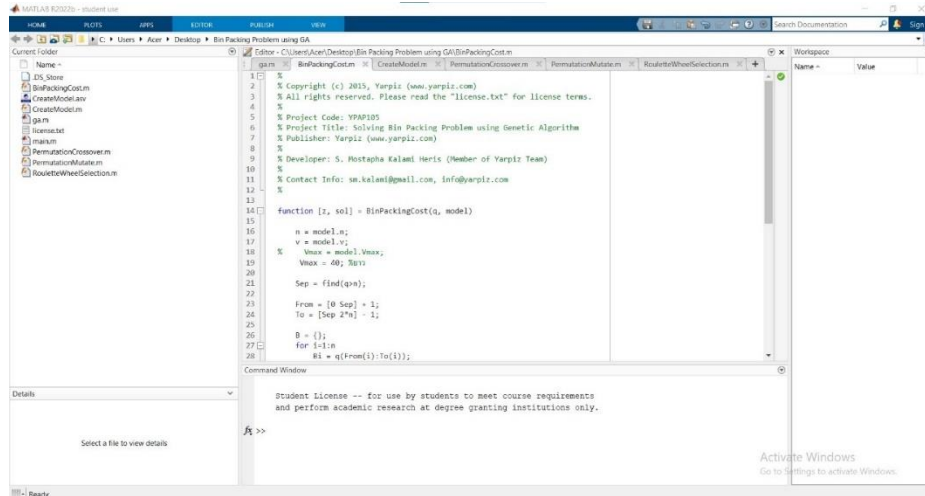 MATLAB R2022b - student use
HOME PLOTS APPS EDITOR PUBLISH VIEW
Search Documentation
Sign
C: Users Acer Desktop Bin Packing Problem using GA
Current Folder
Name
.DS_Store
BinPackingCost.m
CreateModel.asv
CreateModel.m
ga.m
license.txt
main.m
PermutationCrossover.m
PermutationMutate.m
RouletteWheelSelection.m
Details
Select a file to view details
Editor - C:\Users\Acer\Desktop\Bin Packing Problem using GA\BinPackingCost.m
ga.m BinPackingCost.m CreateModel.m PermutationCrossover.m PermutationMutate.m RouletteWheelSelection.m
1 %
2 % Copyright (c) 2015, Yarpiz (www.yarpiz.com)
3 % All rights reserved. Please read the "license.txt" for license terms.
4 %
5 % Project Code: YPAP105
6 % Project Title: Solving Bin Packing Problem using Genetic Algorithm
7 % Publisher: Yarpiz (www.yarpiz.com)
8 %
9 % Developer: S. Mostapha Kalami Heris (Member of Yarpiz Team)
10 %
11 % Contact Info: sm.kalami@gmail.com, info@yarpiz.com
12 %
13
14 function [z, sol] = BinPackingCost(q, model)
15
16 n = model.n;
17 v = model.v;
18 % Vmax = model.Vmax;
19 Vmax = 40; %ยาว
20
21 Sep = find(q>n);
22
23 From = [0 Sep] + 1;
24 To = [Sep 2*n] - 1;
25
26 B = {};
27 for i=1:n
28 Bi = q(From(i):To(i));
Command Window
Student License -- for use by students to meet course requirements
and perform academic research at degree granting institutions only.
fx >>
Workspace
Name Value
Activate Windows
Go to Settings to activate Windows.
Ready